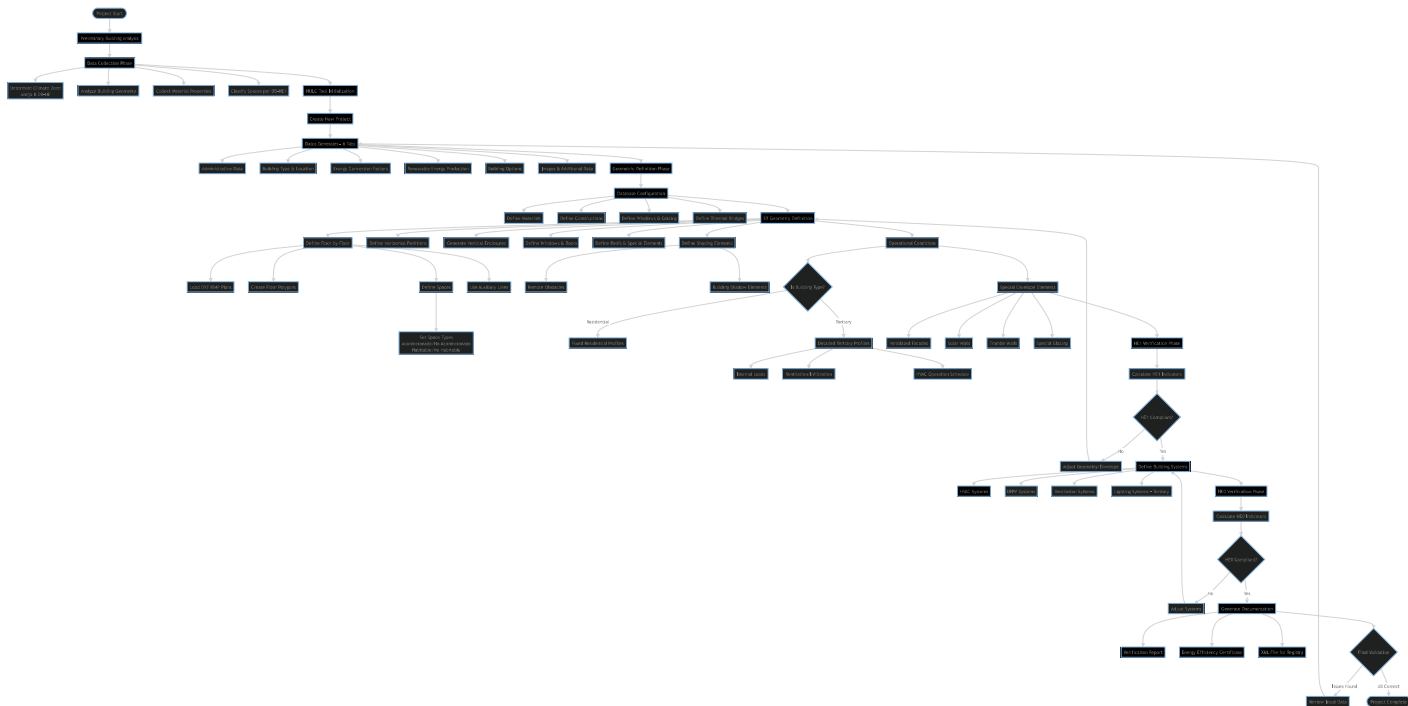 Project Start
Preliminary Building Analysis
Data Collection Phase
Determine Climate Zone
Analyze Building Geometry
Collect Material Properties
Classify Spaces per DB-HE1
HULC Tool Initialization
Create New Project
Administrative Data
Building Type & Location
Energy Conversion Factors
Renewable Energy Production
Building Options
Images & Additional Data
Geometric Definition Phase
Database Configuration
Define Materials
Define Constructions
Define Windows & Glazing
Define Thermal Bridges
3D Geometry Definition
Define Floor by Floor
Define Horizontal Partitions
Generate Vertical Enclosures
Define Windows & Doors
Define Roofs & Special Elements
Define Shading Elements
Operational Conditions
Load DXF/BMP Plans
Create Floor Polygons
Define Spaces
Use Auxiliary Lines
Remote Obstacles
Building Shadow Elements
Building Type?
Special Envelope Elements
Residential
Tertiary
Set Space Types
Fixed Residential Profiles
Detailed Tertiary Profiles
Ventilated Facades
Solar Walls
Trombe Walls
Special Glazing
HE1 Verification Phase
Internal Loads
Ventilation/Infiltration
HVAC Operation Schedules
Calculate HE1 Indicators
HE1 Compliant?
No
Yes
Adjust Geometry/Envelope
Define Building Systems
HVAC Systems
DHW Systems
Ventilation Systems
Lighting Systems - Tertiary
HE0 Verification Phase
Calculate HE0 Indicators
HE0 Compliant?
No
Yes
Adjust Systems
Generate Documentation
Verification Report
Energy Efficiency Certificate
XML File for Registry
Final Validation
Issues Found
All Correct
Review Input Data
Project Complete